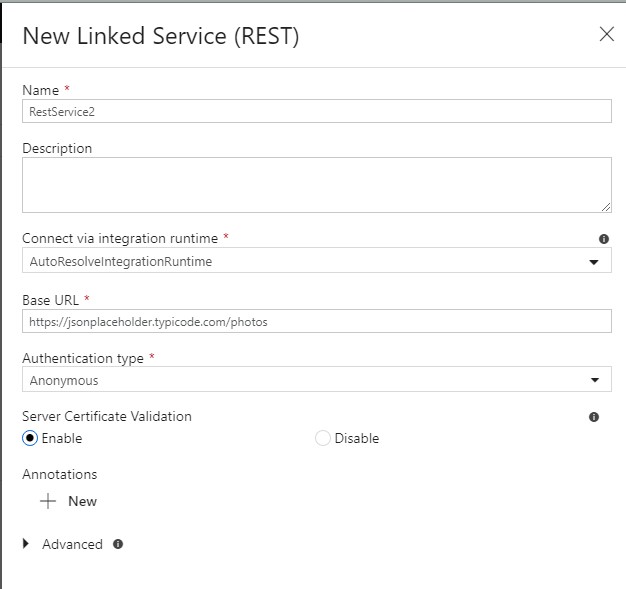 New Linked Service (REST)
Name *
RestService2
Description
Connect via integration runtime *
AutoResolveIntegrationRuntime
Base URL *
https://jsonplaceholder.typicode.com/photos
Authentication type *
Anonymous
Server Certificate Validation
Enable Disable
Annotations
New
Advanced